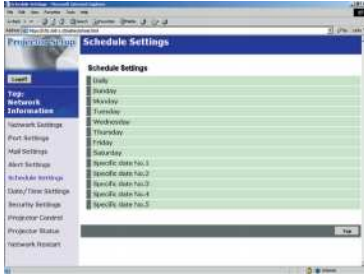 Projector Setup
Schedule Settings
Logoff
Top:
Network
Information
Network Settings
Port Settings
Mail Settings
Alert Settings
Schedule Settings
Date/Time Settings
Security Settings
Projector Control
Projector Status
Network Restart
Schedule Settings
Daily
Sunday
Monday
Tuesday
Wednesday
Thursday
Friday
Saturday
Specific date No.1
Specific date No.2
Specific date No.3
Specific date No.4
Specific date No.5
Top